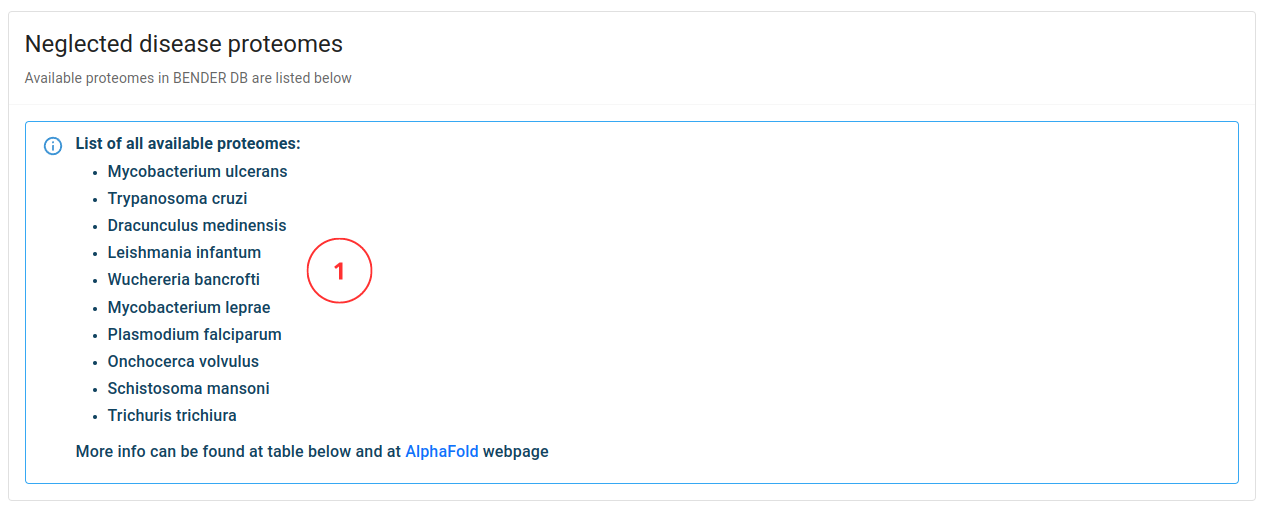 Neglected disease proteomes
Available proteomes in BENDER DB are listed below
List of all available proteomes:
• Mycobacterium ulcerans
• Trypanosoma cruzi
• Dracunculus medinensis
• Leishmania infantum
• Wuchereria bancrofti
1
• Mycobacterium leprae
• Plasmodium falciparum
• Onchocerca volvulus
• Schistosoma mansoni
• Trichuris trichiura
More info can be found at table below and at AlphaFold webpage